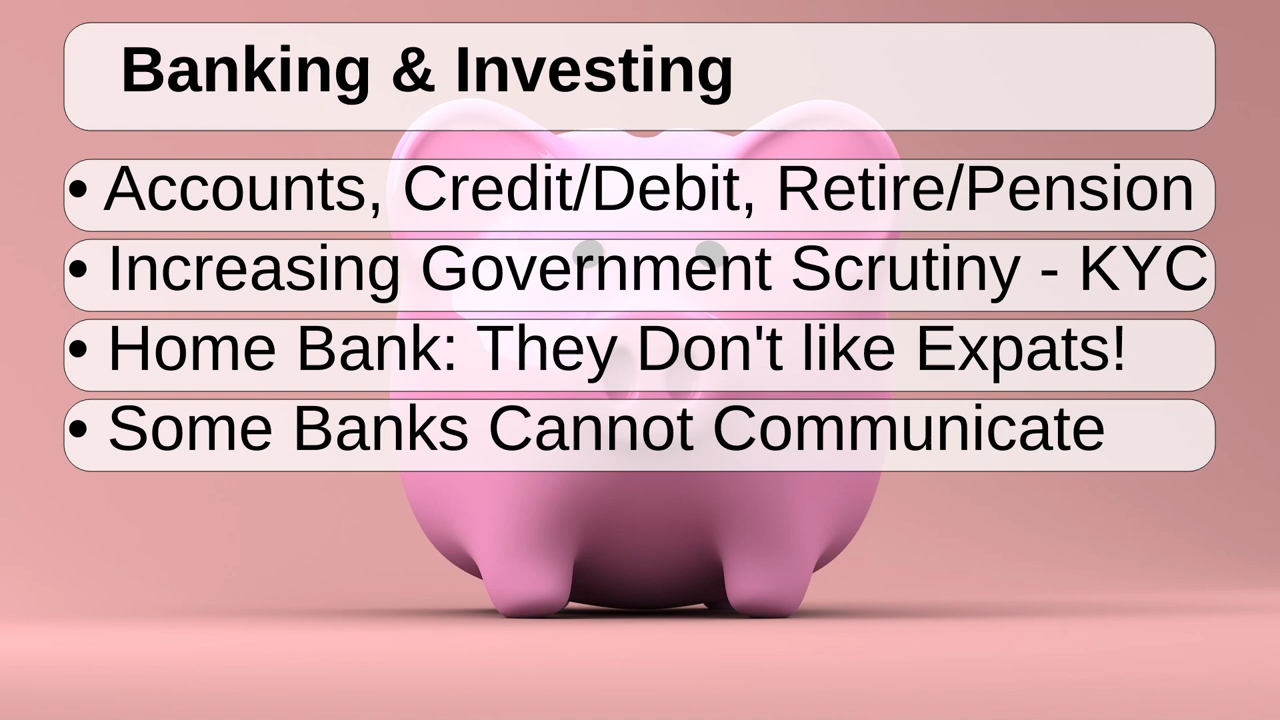 Banking & Investing
• Accounts, Credit/Debit, Retire/Pension
• Increasing Government Scrutiny - KYC
• Home Bank: They Don't like Expats!
• Some Banks Cannot Communicate